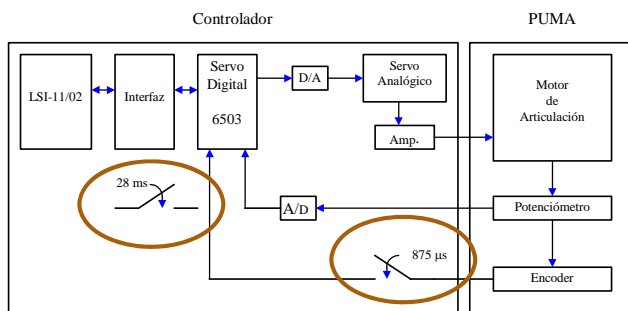 Controlador
PUMA
LSI-11/02
Interfaz
Servo
Digital
6503
D/A
Servo
Analógico
Amp.
Motor
de
Articulación
28 ms
A/D
Potenciómetro
875 μs
Encoder